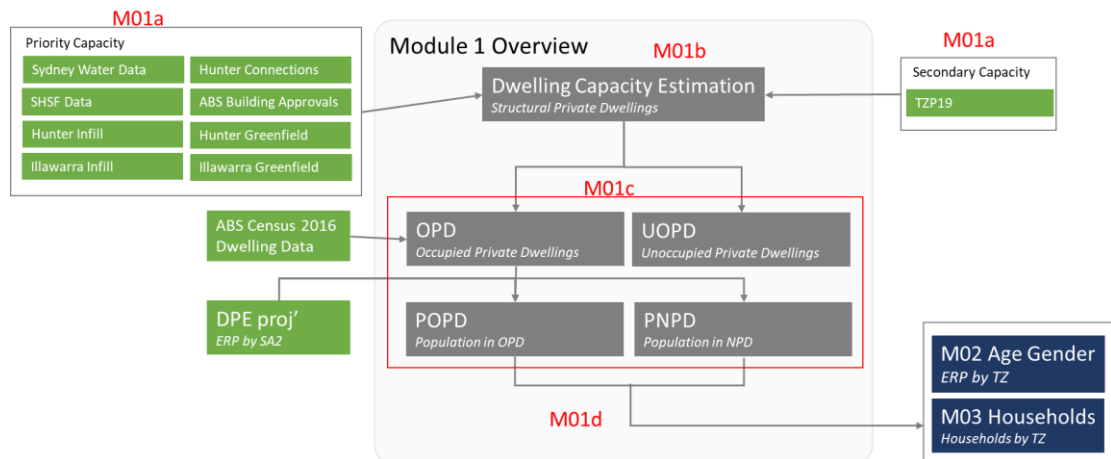 M01a
Priority Capacity
Sydney Water Data
Hunter Connections
SHSF Data
ABS Building Approvals
Hunter Infill
Hunter Greenfield
Illawarra Infill
Illawarra Greenfield
Module 1 Overview
M01b
Dwelling Capacity Estimation
Structural Private Dwellings
M01a
Secondary Capacity
TZP19
M01c
ABS Census 2016
Dwelling Data
OPD
Occupied Private Dwellings
UOPD
Unoccupied Private Dwellings
DPE proj’
ERP by SA2
POPD
Population in OPD
PNPD
Population in NPD
M01d
M02 Age Gender
ERP by TZ
M03 Households
Households by TZ